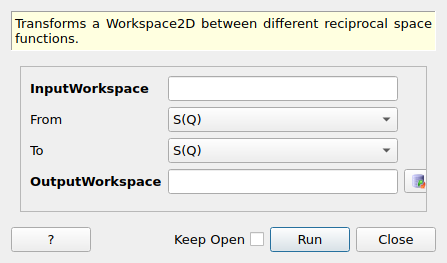 Transforms a Workspace2D between different reciprocal space
functions.
InputWorkspace
From S(Q)
To S(Q)
OutputWorkspace
? Keep Open Run Close